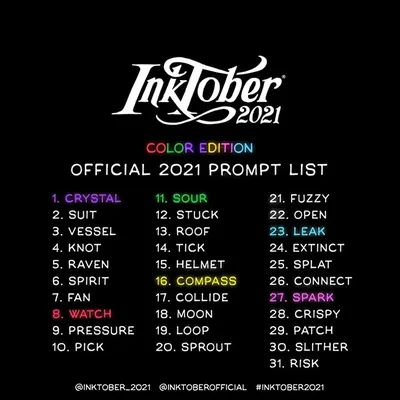 INKTOBER®
2021
COLOR EDITION
OFFICIAL 2021 PROMPT LIST
1. CRYSTAL
2. SUIT
3. VESSEL
4. KNOT
5. RAVEN
6. SPIRIT
7. FAN
8. WATCH
9. PRESSURE
10. PICK
11. SOUR
12. STUCK
13. ROOF
14. TICK
15. HELMET
16. COMPASS
17. COLLIDE
18. MOON
19. LOOP
20. SPROUT
21. FUZZY
22. OPEN
23. LEAK
24. EXTINCT
25. SPLAT
26. CONNECT
27. SPARK
28. CRISPY
29. PATCH
30. SLITHER
31. RISK
@INKTOBER_2021 @INKTOBEROFFICIAL #INKTOBER2021